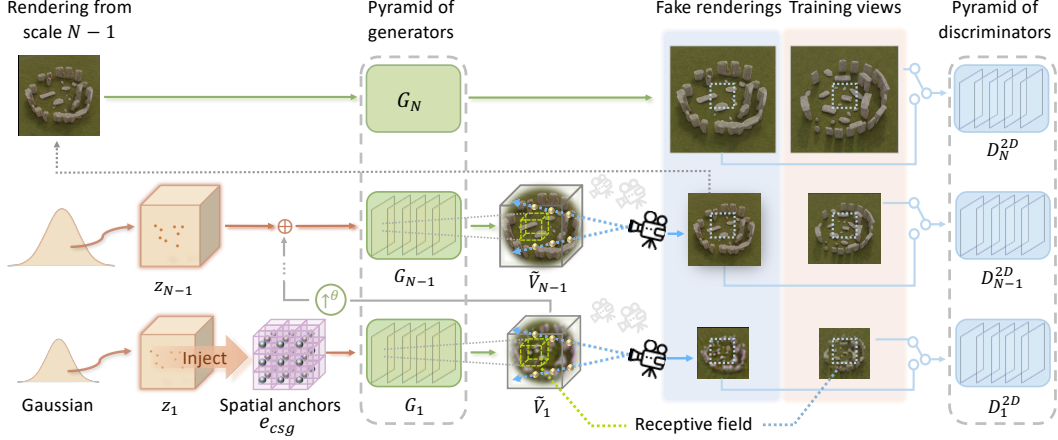 Rendering from
scale N − 1
Pyramid of
generators
Fake renderings
Training views
Pyramid of
discriminators
G_N
D_N^{2D}
z_{N−1}
⊕
G_{N−1}
Ṽ_{N−1}
D_{N−1}^{2D}
↑^θ
Inject
Gaussian
z_1
Spatial anchors
e_{csg}
G_1
Ṽ_1
D_1^{2D}
Receptive field